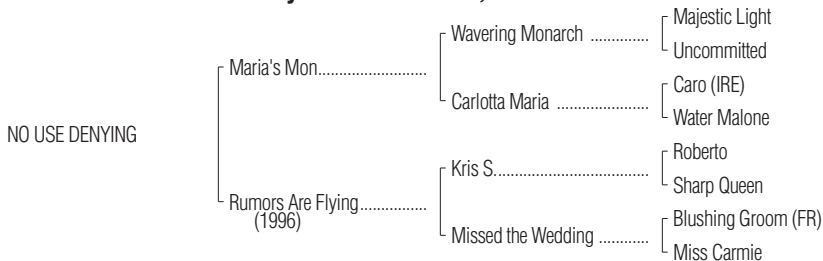 Majestic Light
Wavering Monarch ..............
Uncommitted
Maria's Mon..........................
Caro (IRE)
Carlotta Maria ......................
Water Malone
NO USE DENYING
Roberto
Kris S.....................................
Sharp Queen
Rumors Are Flying................
(1996)
Blushing Groom (FR)
Missed the Wedding ............
Miss Carmie